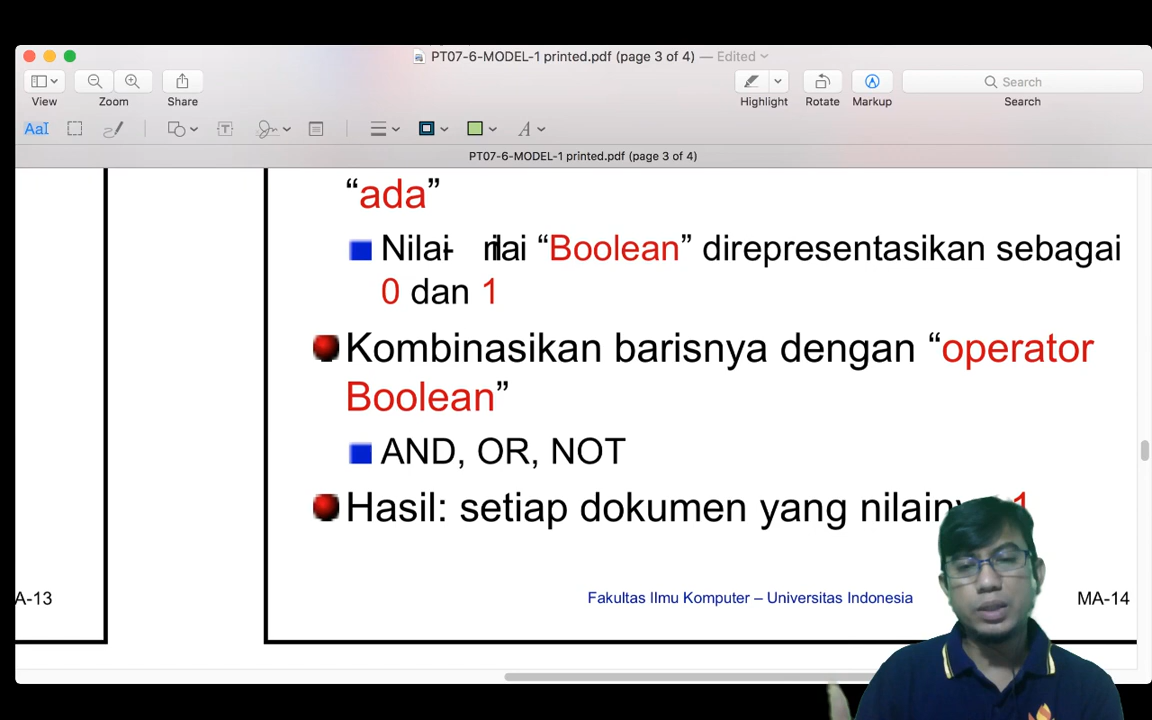 PT07-6-MODEL-1 printed.pdf (page 3 of 4) — Edited
View
Zoom
Share
Highlight
Rotate
Markup
Search
Search
AaI
T
A
PT07-6-MODEL-1 printed.pdf (page 3 of 4)
“ada”
Nilai- nilai “Boolean” direpresentasikan sebagai
0 dan 1
Kombinasikan barisnya dengan “operator
Boolean”
AND, OR, NOT
Hasil: setiap dokumen yang 1
A-13
Fakultas Ilmu Komputer – Universitas Indonesia
MA-14